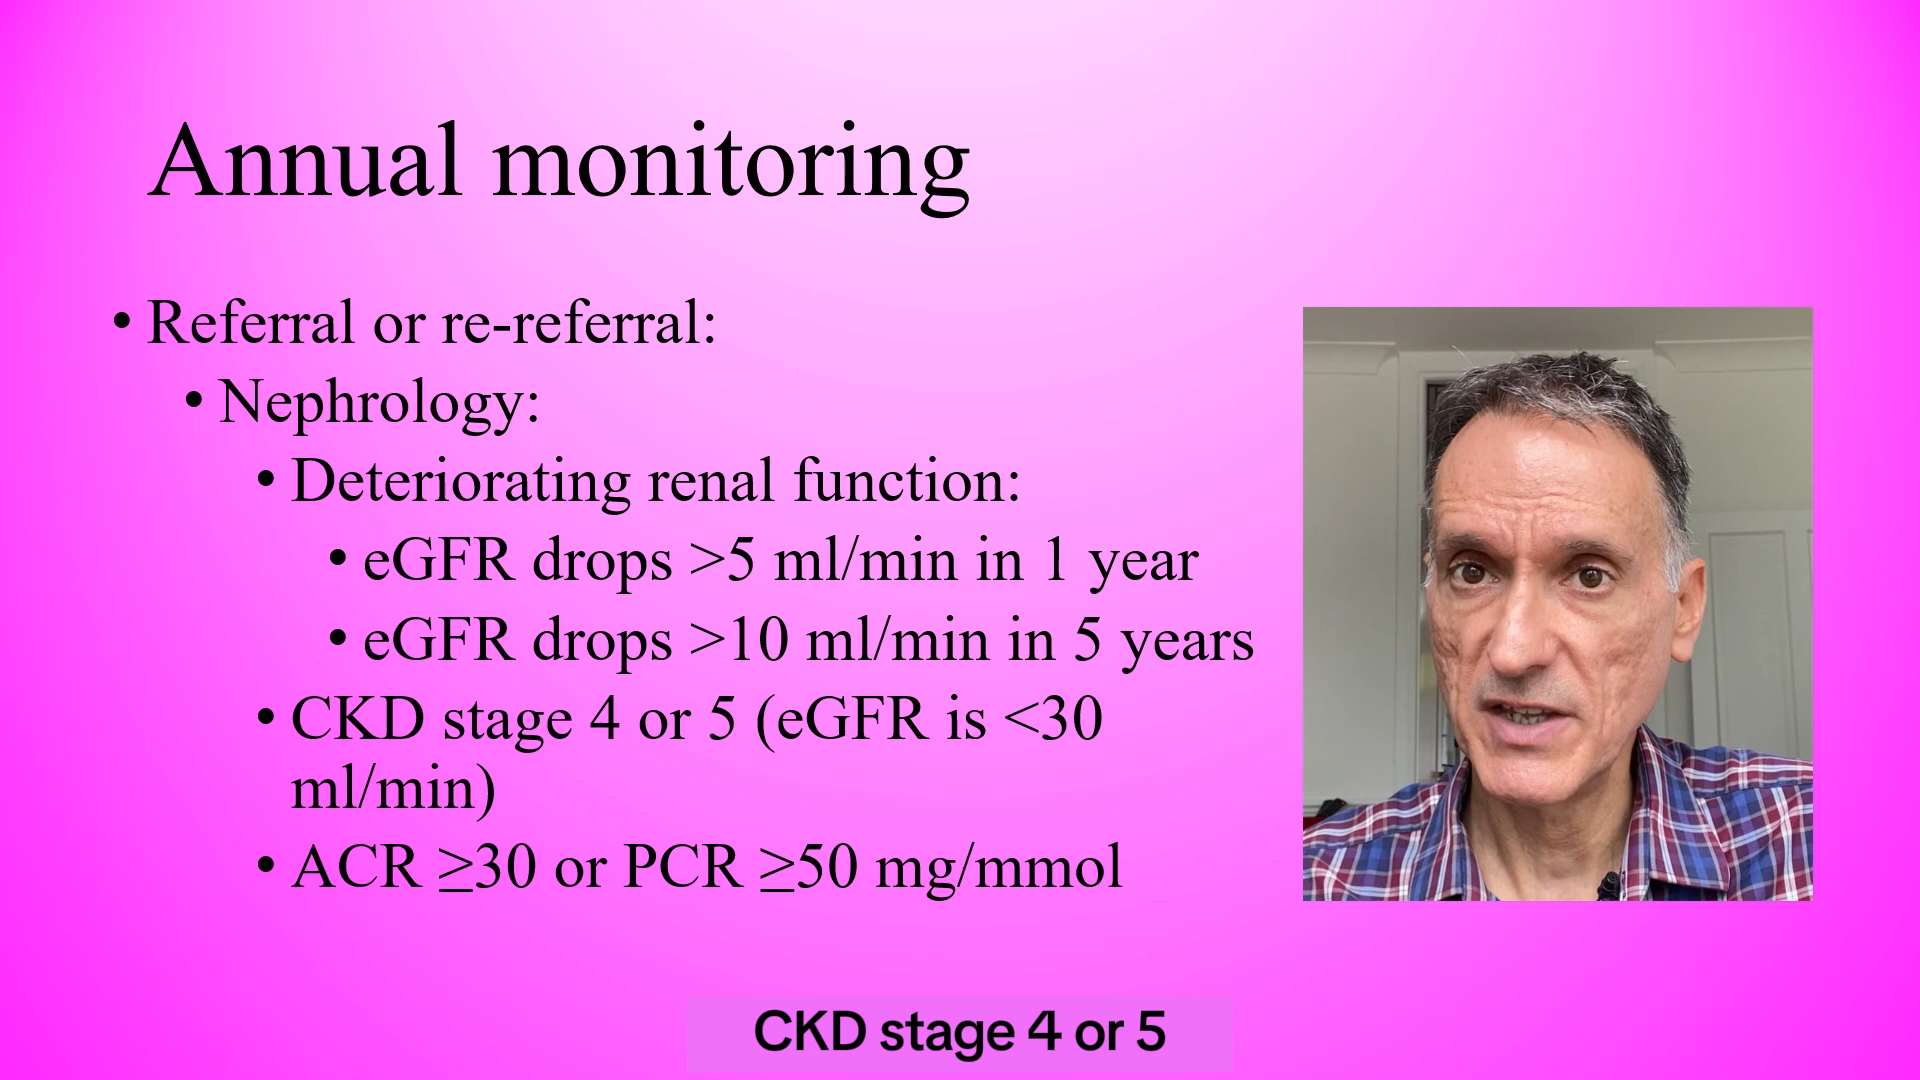 Annual monitoring
• Referral or re-referral:
• Nephrology:
• Deteriorating renal function:
• eGFR drops >5 ml/min in 1 year
• eGFR drops >10 ml/min in 5 years
• CKD stage 4 or 5 (eGFR is <30
ml/min)
• ACR ≥30 or PCR ≥50 mg/mmol
CKD stage 4 or 5